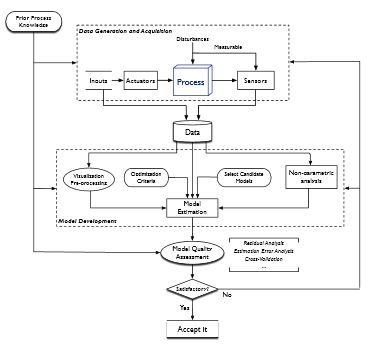 Prior Process
Knowledge
Data Generation and Acquisition
Disturbances
Measurable
Inputs
Actuators
Process
Sensors
Data
Visualization
Pre-processing
Optimization
Criteria
Select Candidate
Models
Non-parametric
analysis
Model
Estimation
Model Development
Model Quality
Assessment
Residual Analysis
Estimation Error Analysis
Cross-Validation
...
Satisfactory?
No
Yes
Accept it